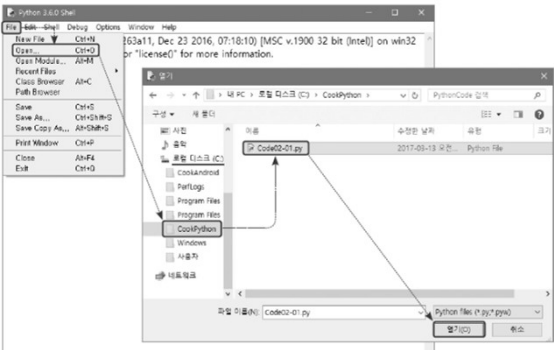 Python 3.6.0 Shell
File Edit Shell Debug Options Window Help
New File Ctrl+N
Open... Ctrl+O
Open Module... Alt+M
Recent Files
Class Browser Alt+C
Path Browser
Save Ctrl+S
Save As... Ctrl+Shift+S
Save Copy As... Alt+Shift+S
Print Window Ctrl+P
Close Alt+F4
Exit Ctrl+Q
263a11, Dec 23 2016, 07:18:10) [MSC v.1900 32 bit (Intel)] on win32
or "license()" for more information.
열기
내 PC > 로컬 디스크 (C:) > CookPython >
PythonCode 검색
구성 새 폴더
이름 수정한 날짜 유형 크기
Code02-01.py 2017-03-13 오전... Python File
사진
음악
로컬 디스크 (C:
CookAndroid
PerfLogs
Program Files
Program Files
CookPython
Windows
사용자
네트워크
파일 이름(N): Code02-01.py Python files (*.py;*.pyw)
열기(O) 취소